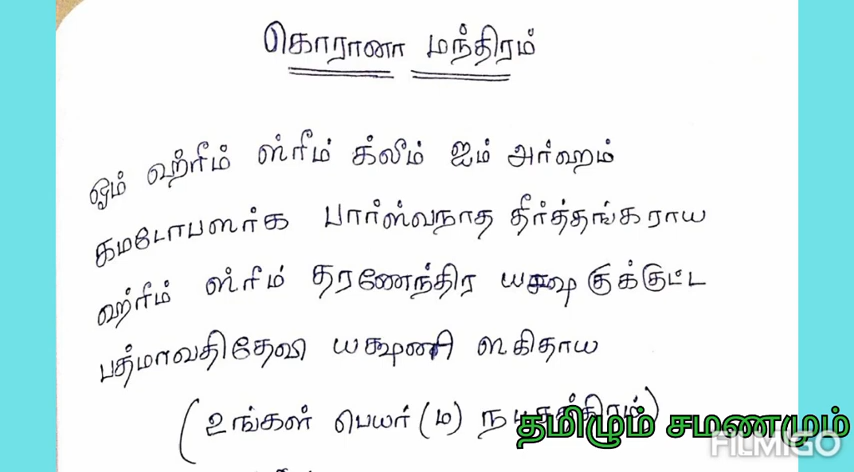 கொரானா மந்திரம்
ஓம் ஹ்ரீம் ஸ்ரீம் க்லீம் ஐம் அர்ஹம்
கமடோபஸர்க பார்ஸ்வநாத தீர்த்தங்கராய
ஹ்ரீம் ஸ்ரீம் தரணேந்திர யக்ஷ குக்குட்ட
பத்மாவதிதேவி யக்ஷணி ஸகிதாய
(உங்கள் பெயர் (ம)
தமிழும் சமணமும்
FILMIGO